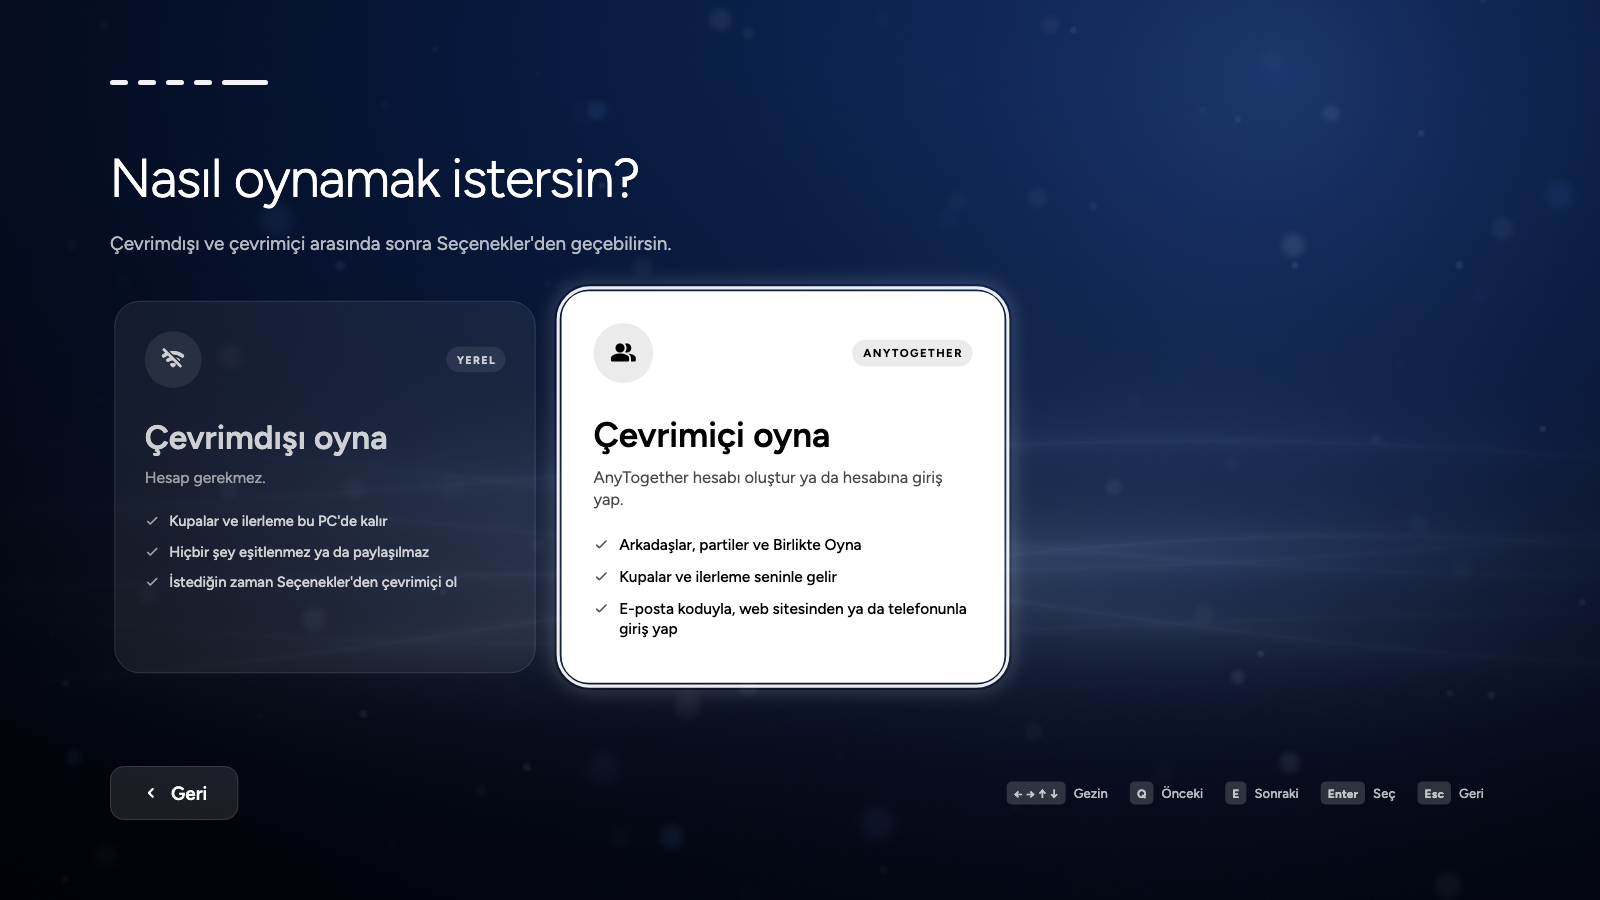 Nasıl oynamak istersin?
Çevrimdışı ve çevrimiçi arasında sonra Seçenekler'den geçebilirsin.
YEREL
Çevrimdışı oyna
Hesap gerekmez.
Kupalar ve ilerleme bu PC'de kalır
Hiçbir şey eşitlenmez ya da paylaşılmaz
İstediğin zaman Seçenekler'den çevrimiçi ol
ANYTOGETHER
Çevrimiçi oyna
AnyTogether hesabı oluştur ya da hesabına giriş
yap.
Arkadaşlar, partiler ve Birlikte Oyna
Kupalar ve ilerleme seninle gelir
E-posta koduyla, web sitesinden ya da telefonunla
giriş yap
Geri
←→↑↓ Gezin Q Önceki E Sonraki Enter Seç Esc Geri